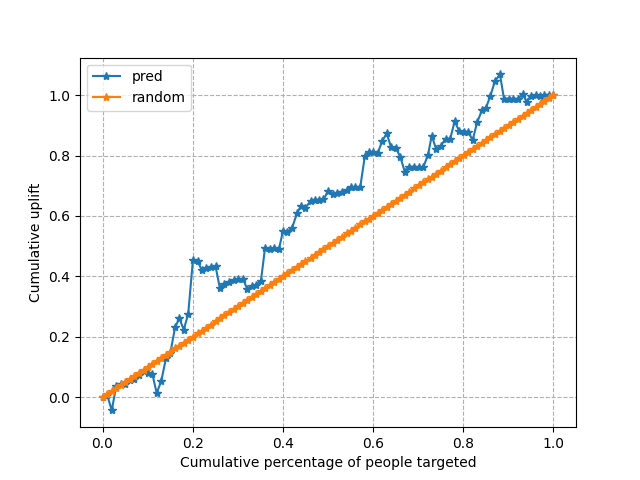 pred
random
1.0
0.8
0.6
0.4
0.2
0.0
Cumulative uplift
0.0 0.2 0.4 0.6 0.8 1.0
Cumulative percentage of people targeted